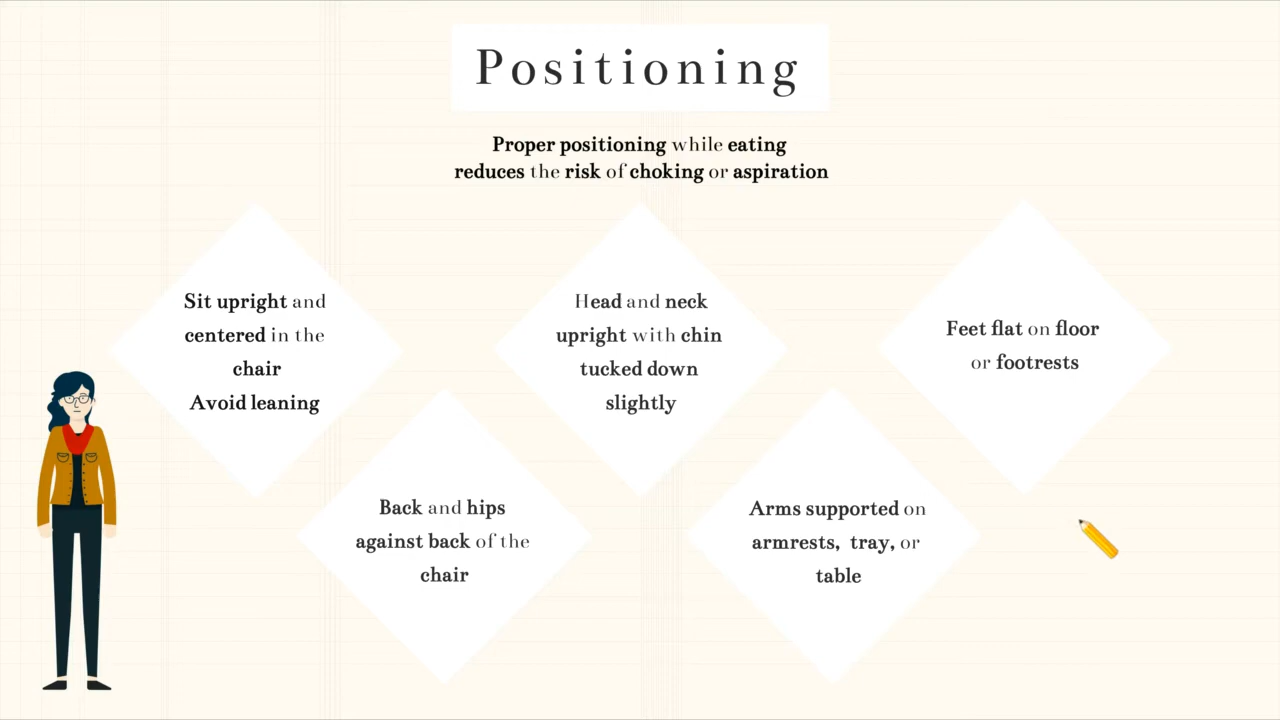 Positioning
Proper positioning while eating
reduces the risk of choking or aspiration
Sit upright and
centered in the
chair
Avoid leaning
Head and neck
upright with chin
tucked down
slightly
Feet flat on floor
or footrests
Back and hips
against back of the
chair
Arms supported on
armrests, tray, or
table